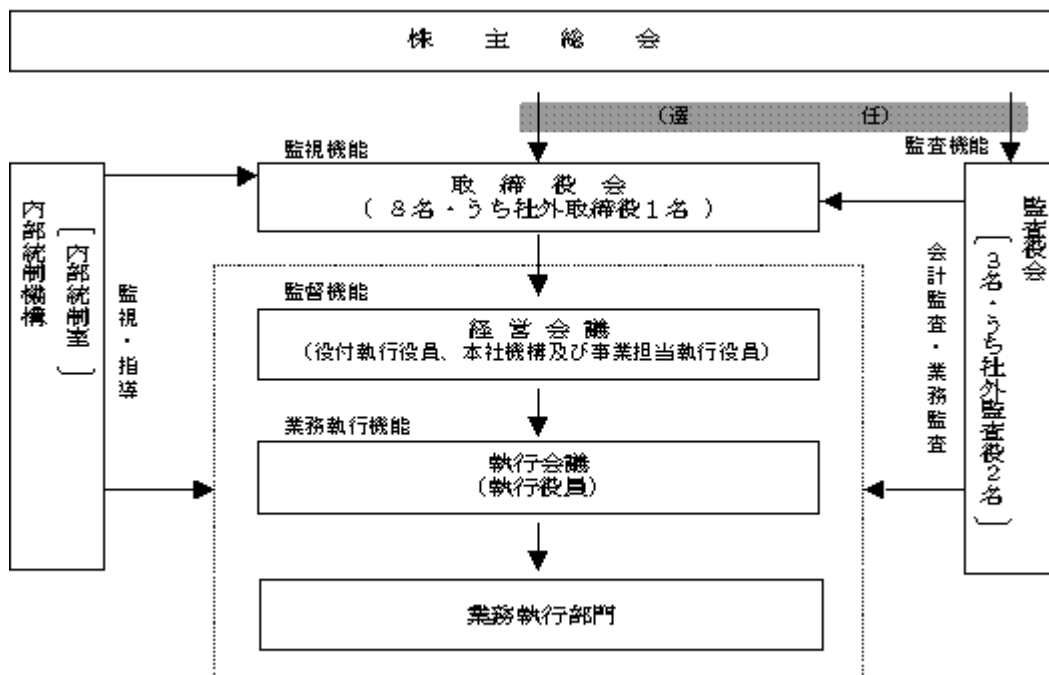 株主総会
(選任)
監視機能
監査機能
取締役会
(8名・うち社外取締役1名)
内部統制機構
[内部統制室]
監視・指導
監査役会
[3名・うち社外監査役2名]
会計監査・業務監査
監督機能
経営会議
(役付執行役員、本社機構及び事業担当執行役員)
業務執行機能
執行会議
(執行役員)
業務執行部門